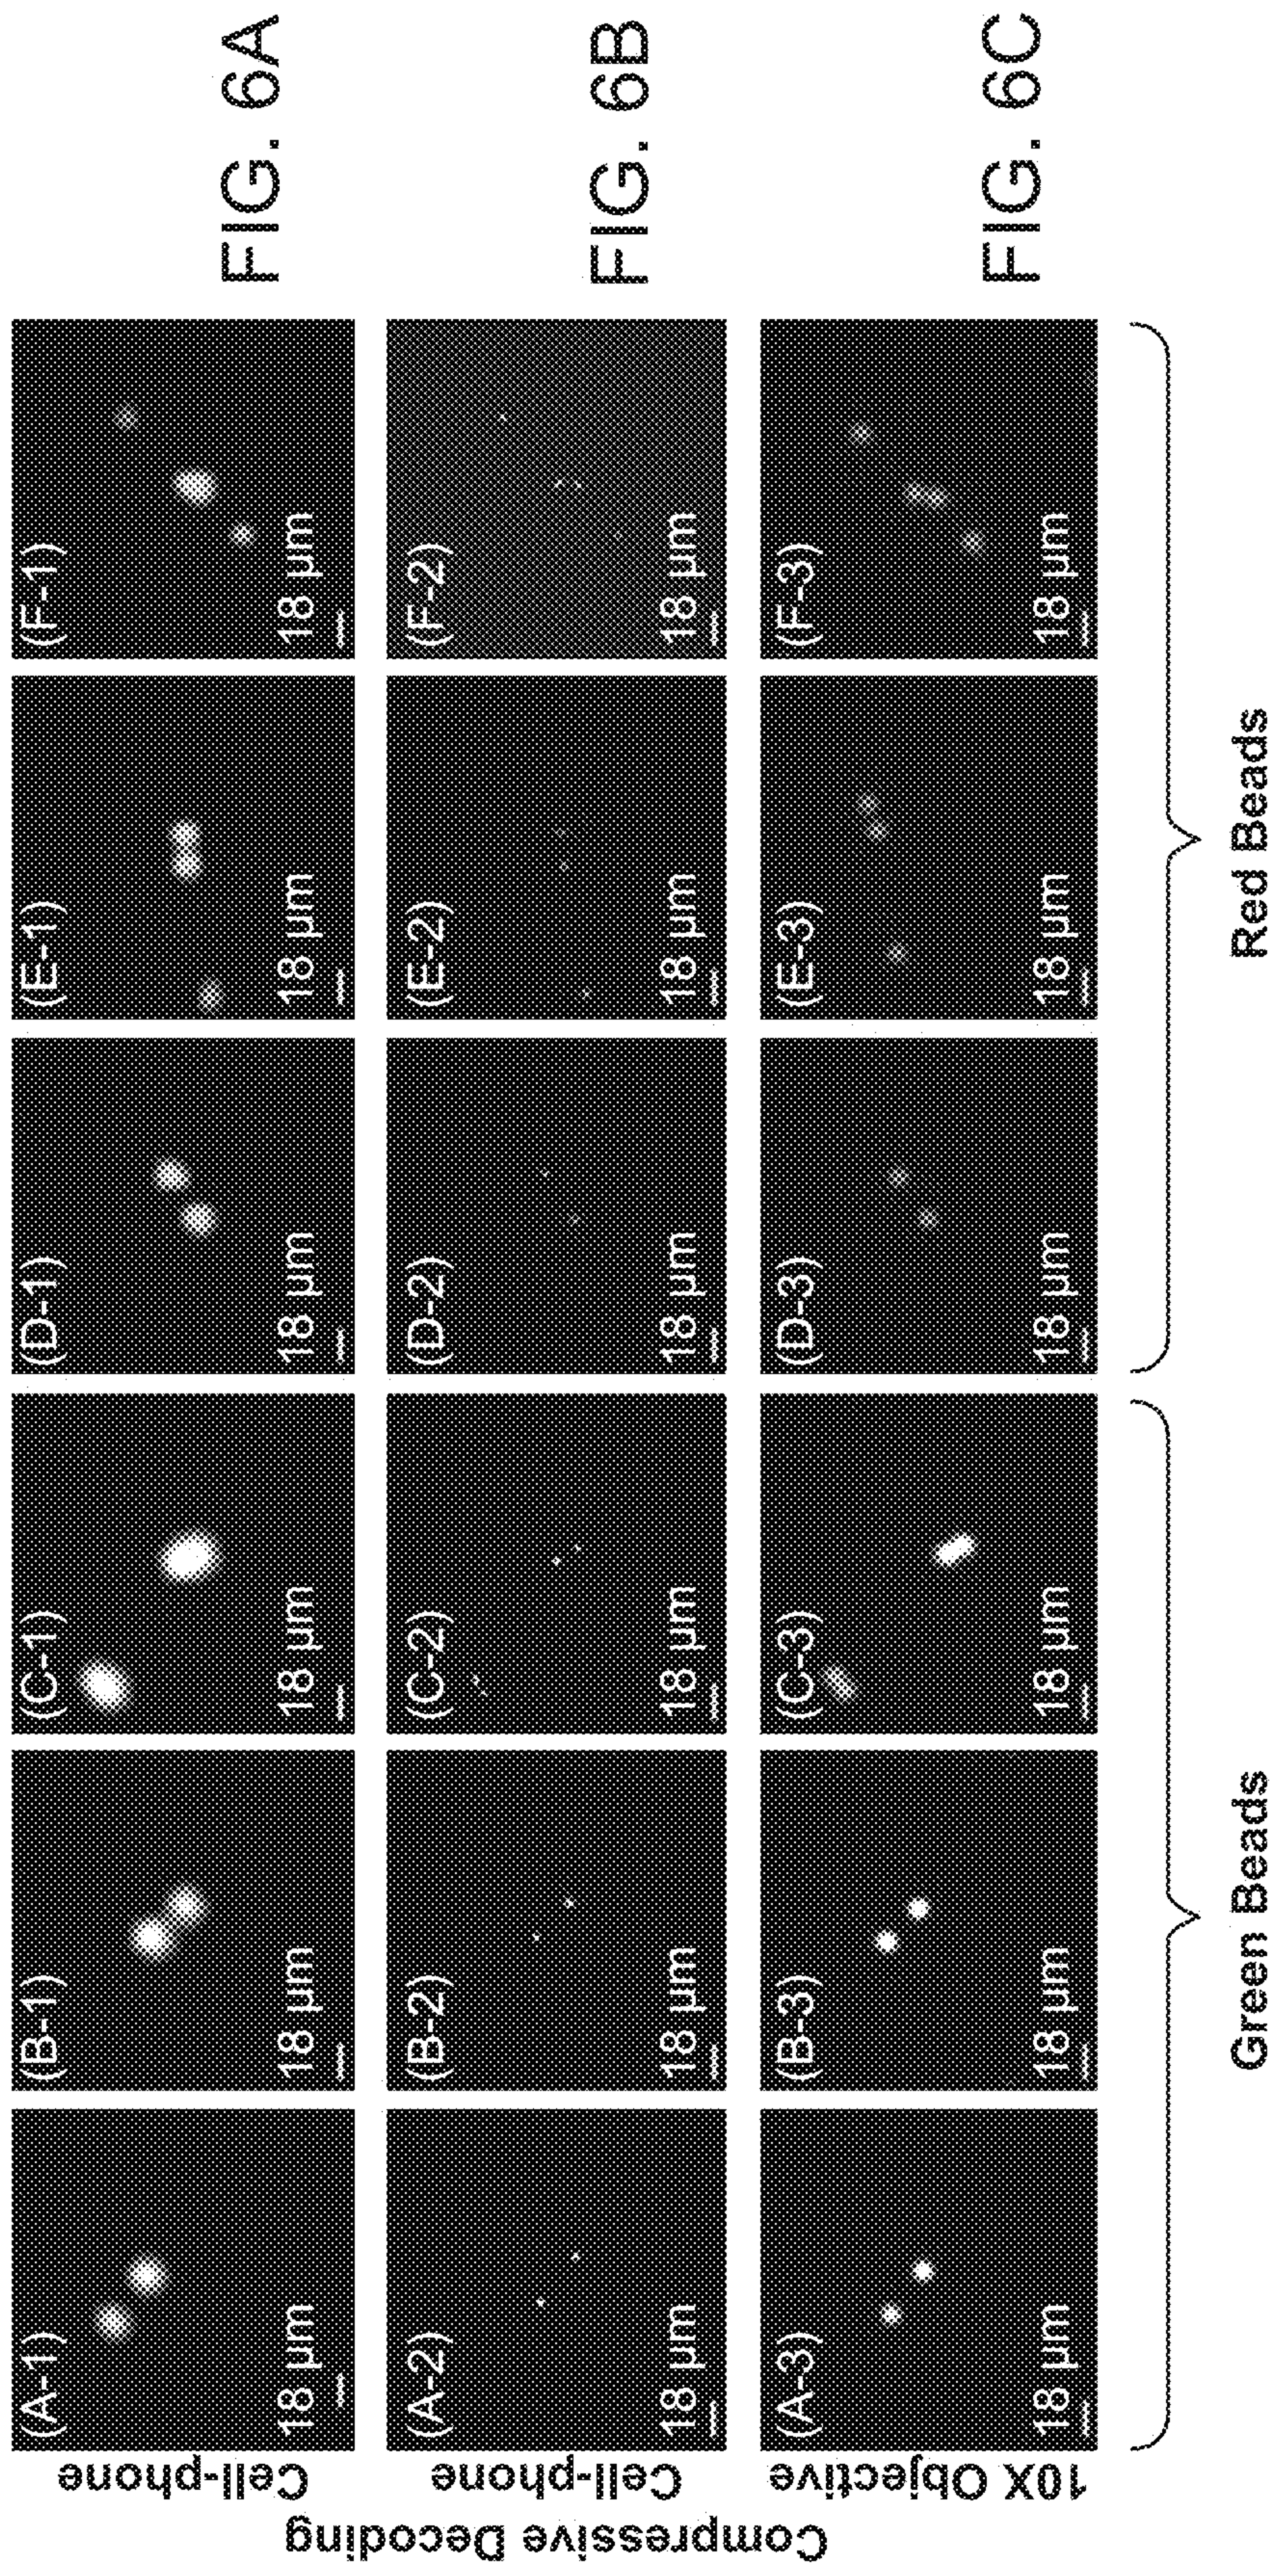 Cell-phone
(A-1)
18 µm
(B-1)
18 µm
(C-1)
18 µm
(D-1)
18 µm
(E-1)
18 µm
(F-1)
18 µm
FIG. 6A
Compressive Decoding
Cell-phone
(A-2)
18 µm
(B-2)
18 µm
(C-2)
18 µm
(D-2)
18 µm
(E-2)
18 µm
(F-2)
18 µm
FIG. 6B
10X Objective
(A-3)
18 µm
(B-3)
18 µm
(C-3)
18 µm
(D-3)
18 µm
(E-3)
18 µm
(F-3)
18 µm
FIG. 6C
Green Beads
Red Beads